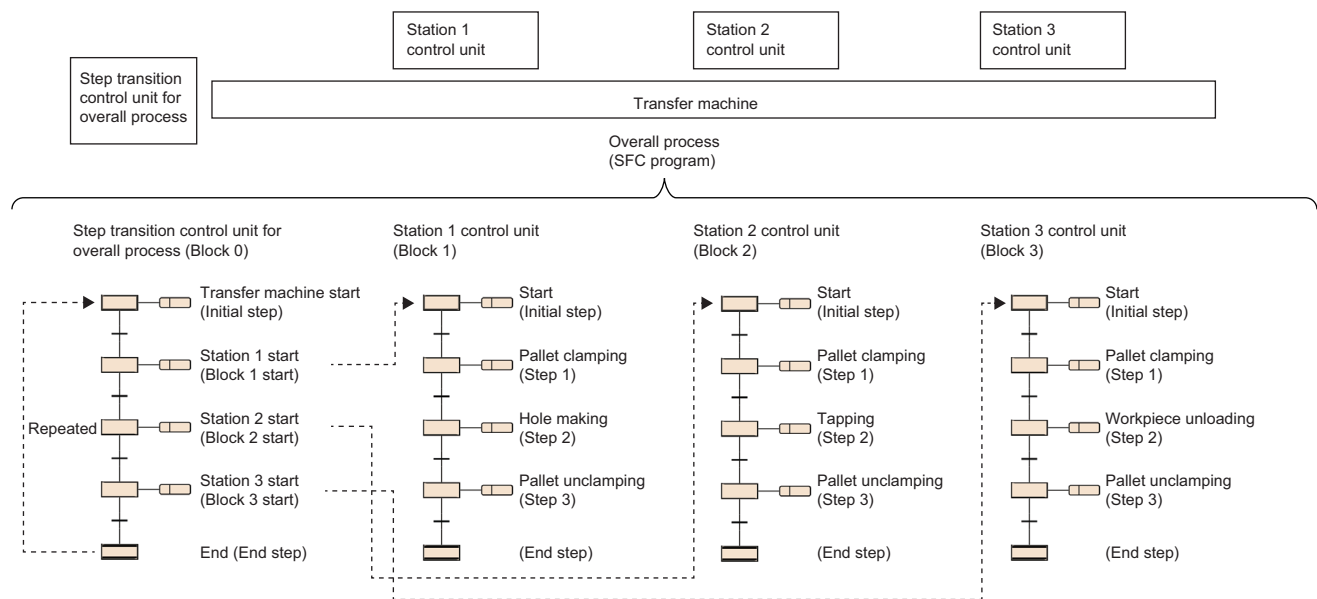 Station 1
control unit
Station 2
control unit
Station 3
control unit
Step transition
control unit for
overall process
Transfer machine
Overall process
(SFC program)
Step transition control unit for
overall process (Block 0)
Station 1 control unit
(Block 1)
Station 2 control unit
(Block 2)
Station 3 control unit
(Block 3)
Transfer machine start
(Initial step)
Station 1 start
(Block 1 start)
Repeated
Station 2 start
(Block 2 start)
Station 3 start
(Block 3 start)
End (End step)
Start
(Initial step)
Pallet clamping
(Step 1)
Hole making
(Step 2)
Pallet unclamping
(Step 3)
(End step)
Start
(Initial step)
Pallet clamping
(Step 1)
Tapping
(Step 2)
Pallet unclamping
(Step 3)
(End step)
Start
(Initial step)
Pallet clamping
(Step 1)
Workpiece unloading
(Step 2)
Pallet unclamping
(Step 3)
(End step)